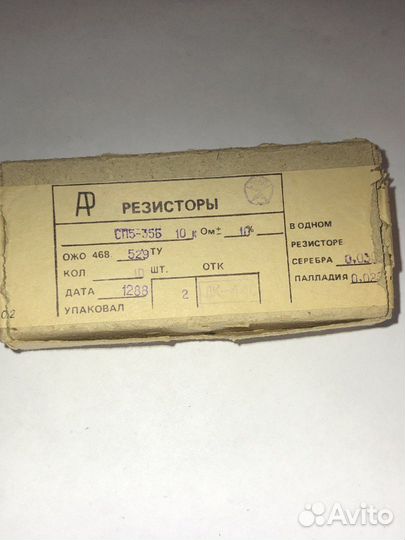 РЕЗИСТОРЫ
СП5-35Б 10 к Ом± 10%
ОЖО 468 529 ТУ
КОЛ 10 ШТ. ОТК
ДАТА 1288 2
УПАКОВАЛ
В ОДНОМ
РЕЗИСТОРЕ
СЕРЕБРА
ПАЛЛАДИЯ
Avito